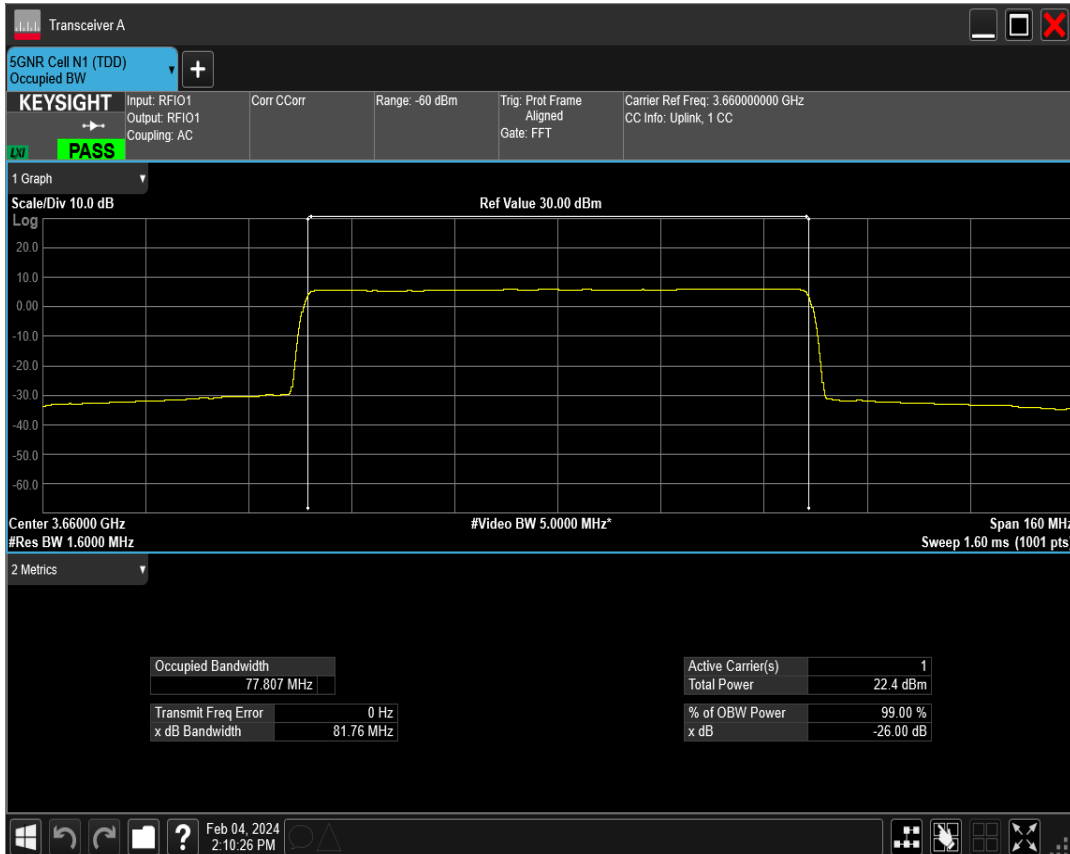 Transceiver A
5GNR Cell N1 (TDD)
Occupied BW
+
KEYSIGHT
LXI
PASS
Input: RFIO1
Output: RFIO1
Coupling: AC
Corr CCorr
Range: -60 dBm
Trig: Prot Frame
Aligned
Gate: FFT
Carrier Ref Freq: 3.660000000 GHz
CC Info: Uplink, 1 CC
1 Graph
Scale/Div 10.0 dB
Ref Value 30.00 dBm
Log
20.0
10.0
0.00
-10.0
-20.0
-30.0
-40.0
-50.0
-60.0
Center 3.66000 GHz
#Video BW 5.0000 MHz*
Span 160 MHz
#Res BW 1.6000 MHz
Sweep 1.60 ms (1001 pts)
2 Metrics
Occupied Bandwidth
77.807 MHz
Transmit Freq Error 0 Hz
x dB Bandwidth 81.76 MHz
Active Carrier(s) 1
Total Power 22.4 dBm
% of OBW Power 99.00 %
x dB -26.00 dB
?
Feb 04, 2024
2:10:26 PM